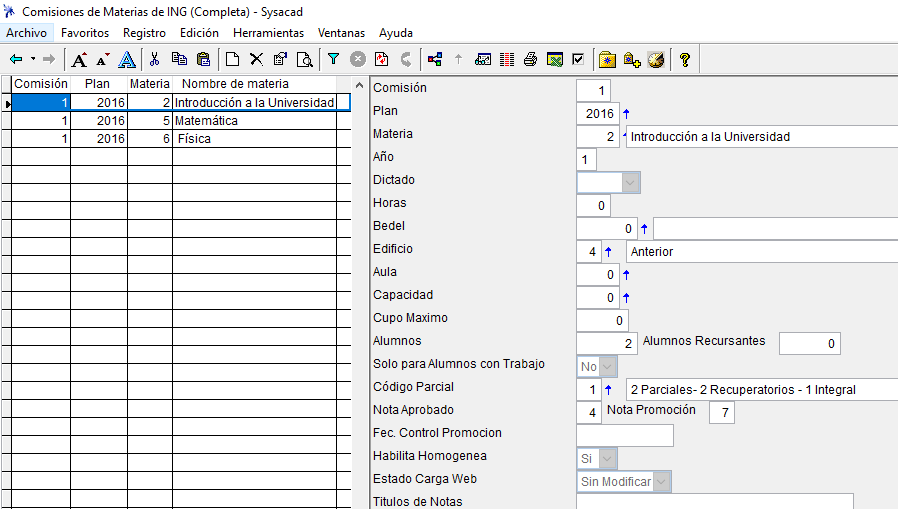 Comisiones de Materias de ING (Completa) - Sysacad
Archivo Favoritos Registro Edición Herramientas Ventanas Ayuda
Comisión Plan Materia Nombre de materia
1 2016 2 Introducción a la Universidad
1 2016 5 Matemática
1 2016 6 Física
Comisión 1
Plan 2016
Materia 2 Introducción a la Universidad
Año 1
Dictado
Horas 0
Bedel 0
Edificio 4 Anterior
Aula 0
Capacidad 0
Cupo Maximo 0
Alumnos 2 Alumnos Recursantes 0
Solo para Alumnos con Trabajo No
Código Parcial 1 2 Parciales- 2 Recuperatorios - 1 Integral
Nota Aprobado 4 Nota Promoción 7
Fec. Control Promocion
Habilita Homogenea Si
Estado Carga Web Sin Modificar
Titulos de Notas